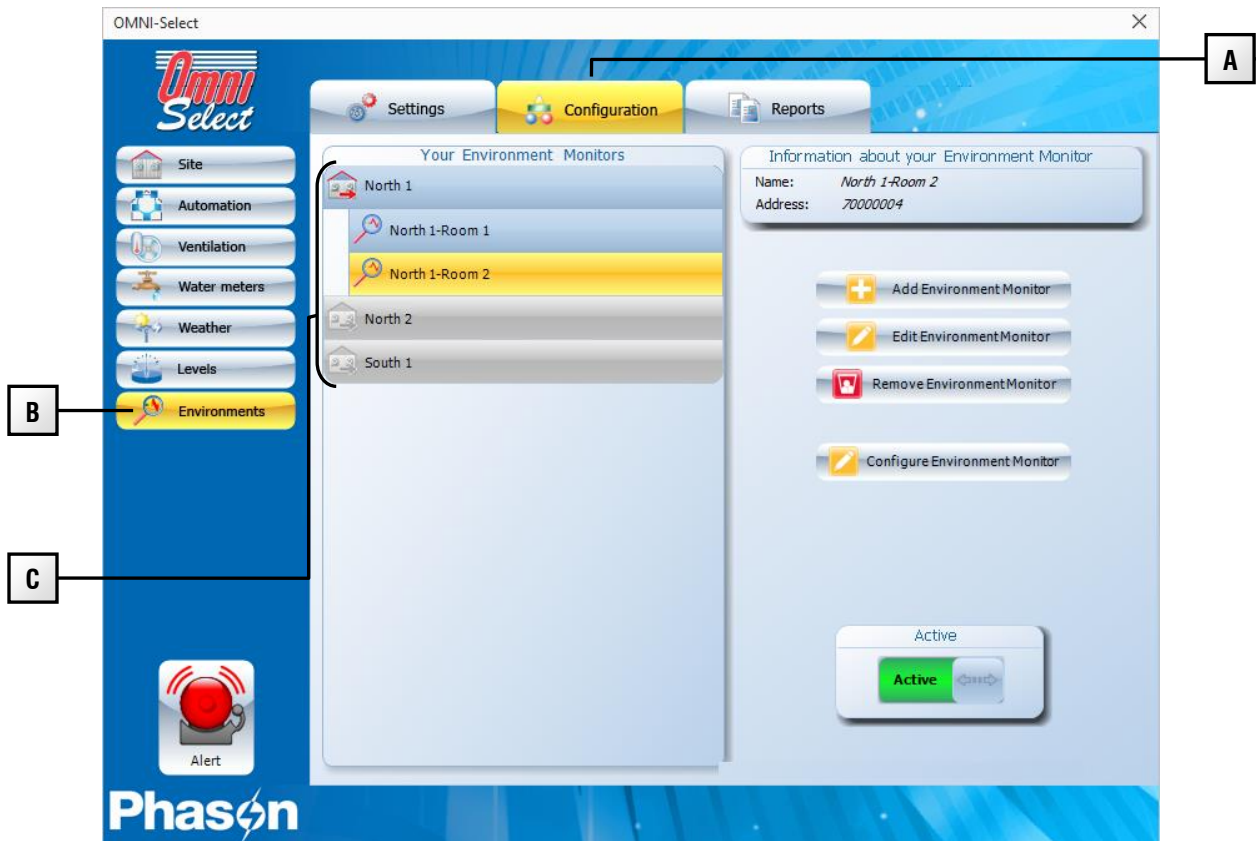 OMNI-Select
A
Omni
Select
Settings
Configuration
Reports
Site
Automation
Ventilation
Water meters
Weather
Levels
Environments
B
C
Your Environment Monitors
North 1
North 1-Room 1
North 1-Room 2
North 2
South 1
Information about your Environment Monitor
Name: North 1-Room 2
Address: 70000004
Add Environment Monitor
Edit Environment Monitor
Remove Environment Monitor
Configure Environment Monitor
Active
Active
Alert
Phason